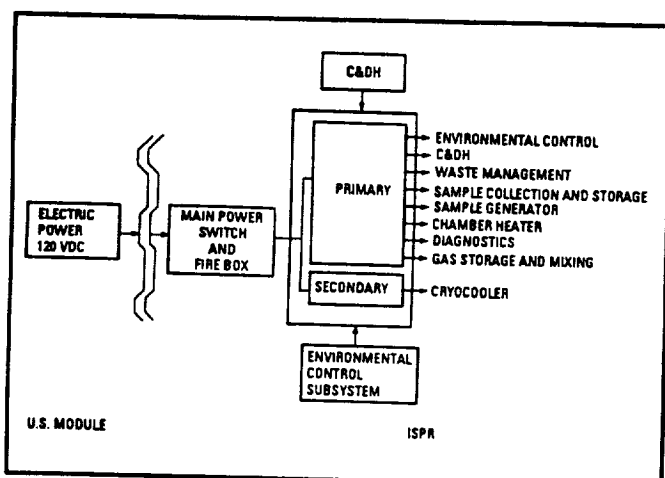 C&DH
ENVIRONMENTAL CONTROL
C&DH
WASTE MANAGEMENT
SAMPLE COLLECTION AND STORAGE
SAMPLE GENERATOR
CHAMBER HEATER
DIAGNOSTICS
GAS STORAGE AND MIXING
PRIMARY
ELECTRIC
POWER
120 VDC
MAIN POWER
SWITCH
AND
FIRE BOX
SECONDARY
CRYOCOOLER
ENVIRONMENTAL
CONTROL
SUBSYSTEM
U.S. MODULE
ISPR